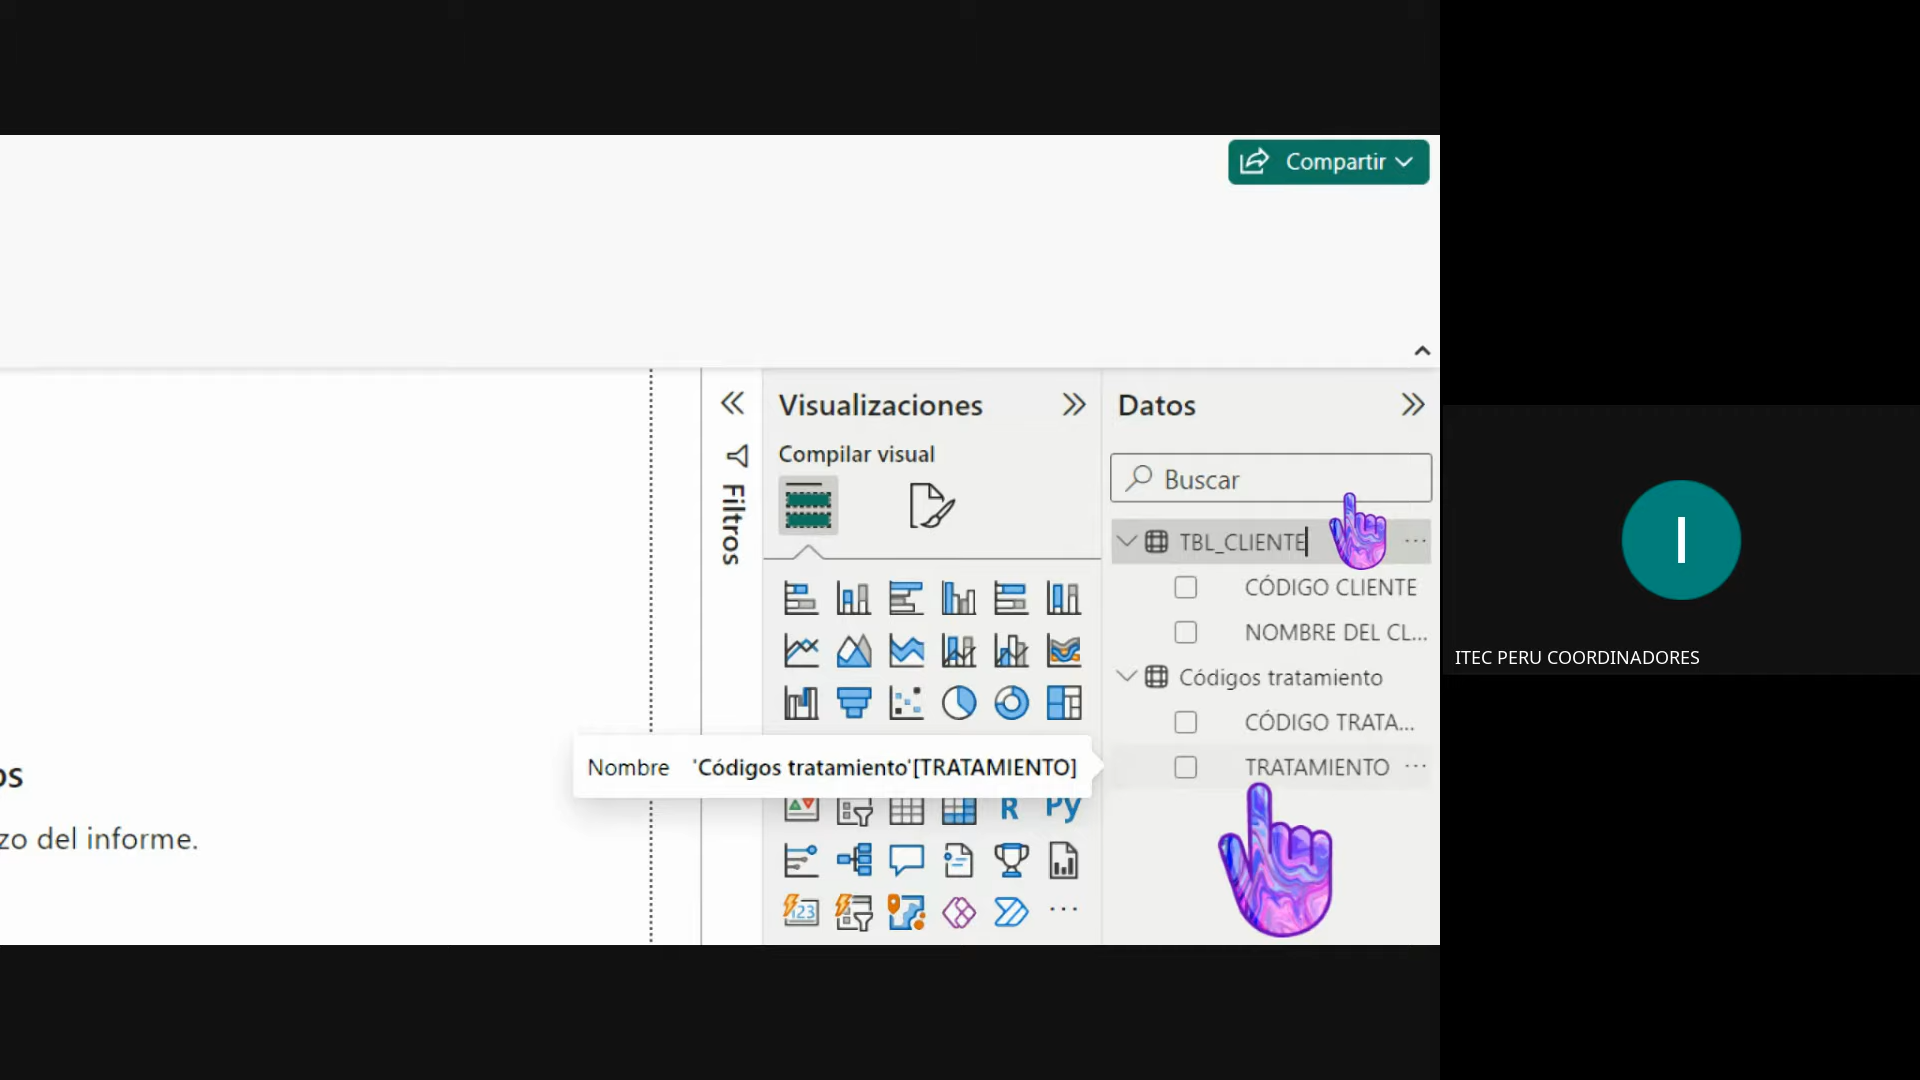 Compartir
Visualizaciones
Datos
Compilar visual
Filtros
Buscar
TBL_CLIENTE
CÓDIGO CLIENTE
NOMBRE DEL CL...
Códigos tratamiento
CÓDIGO TRATA...
TRATAMIENTO
Nombre 'Códigos tratamiento'[TRATAMIENTO]
R Py
123
os
zo del informe.
I
ITEC PERU COORDINADORES